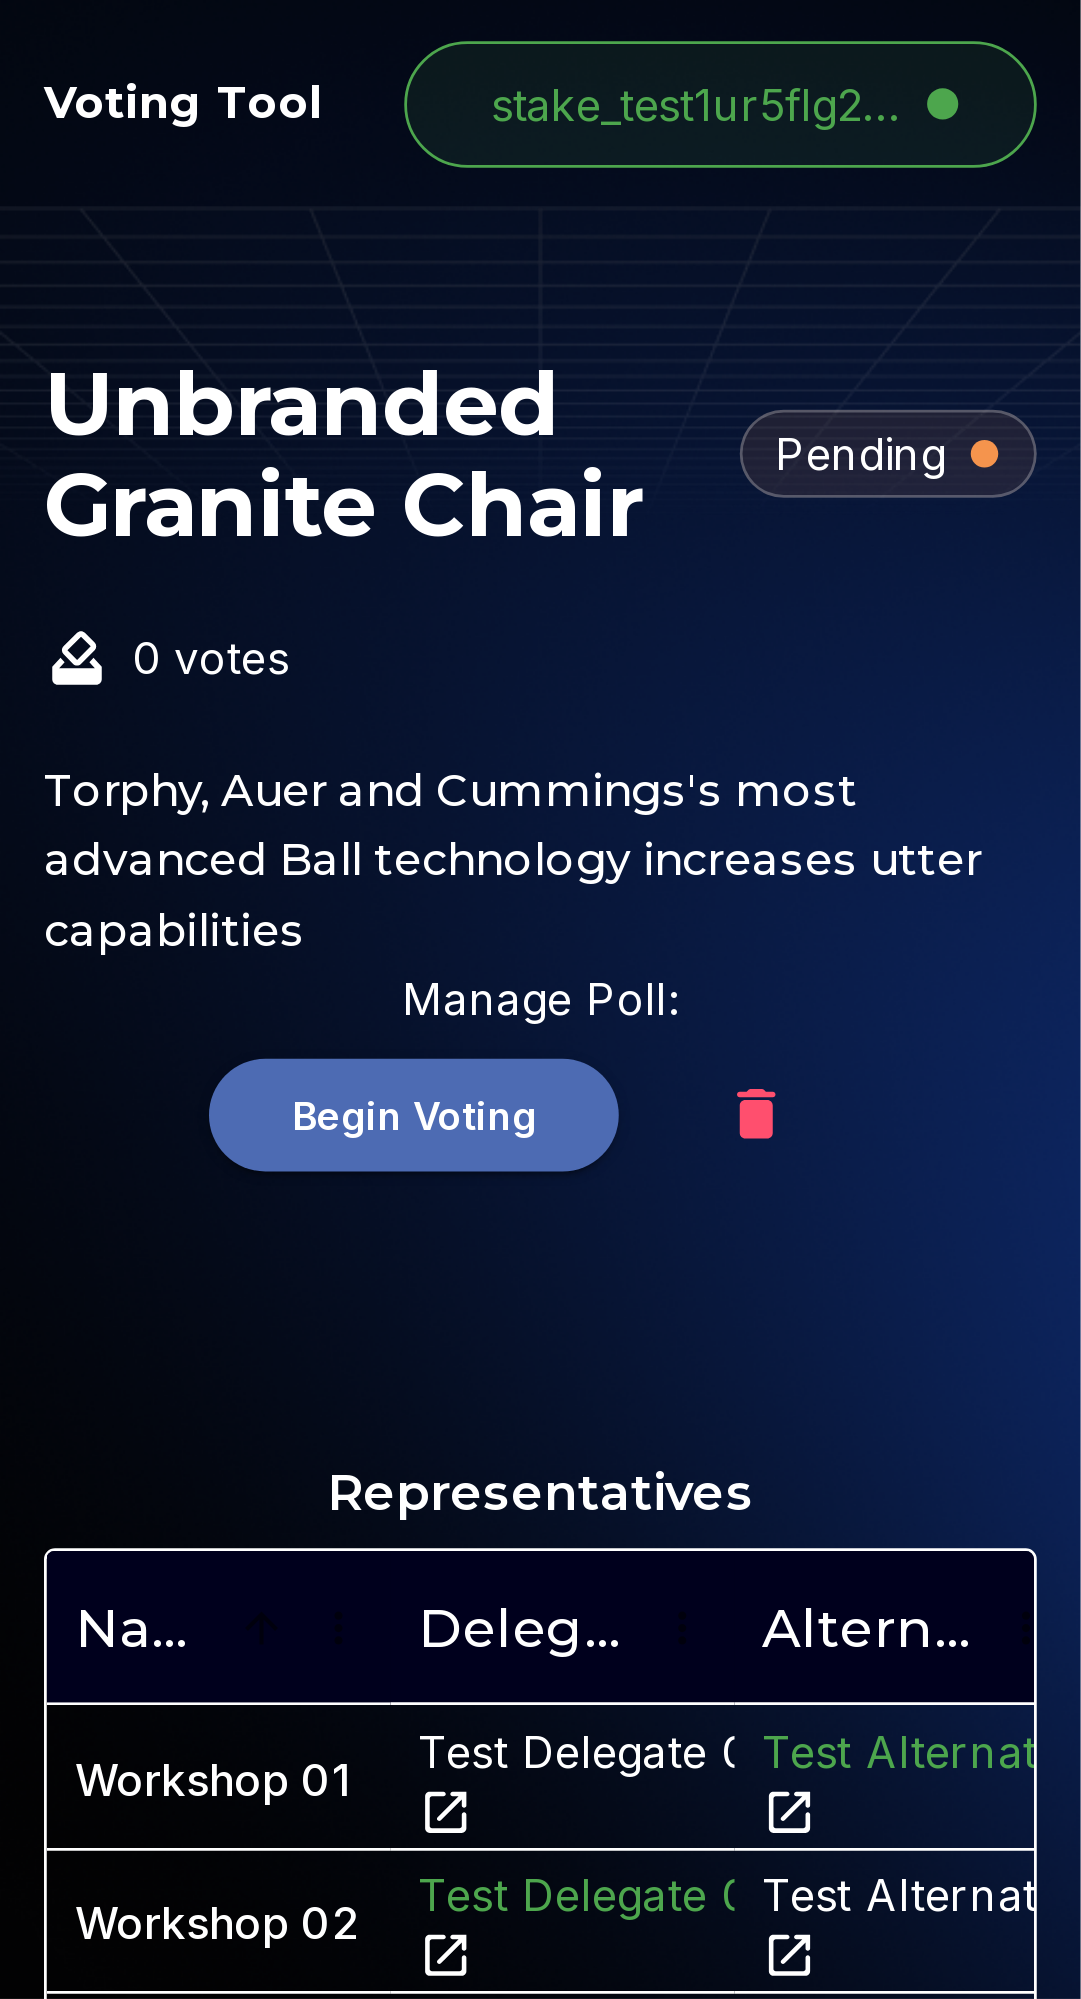 Voting Tool
stake_test1ur5flg2...
Unbranded
Granite Chair
Pending
0 votes
Torphy, Auer and Cummings's most
advanced Ball technology increases utter
capabilities
Manage Poll:
Begin Voting
Representatives
Na... Deleg... Altern...
Workshop 01 Test Delegate Test Alternat
Workshop 02 Test Delegate Test Alternat